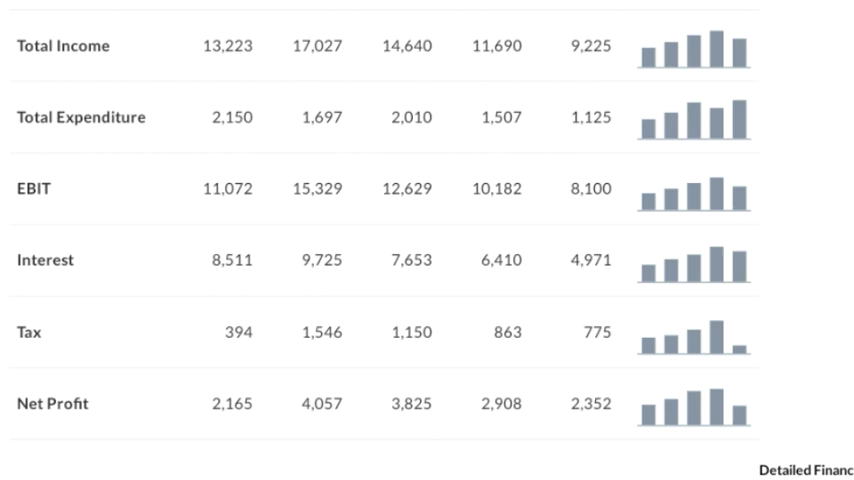 Total Income 13,223 17,027 14,640 11,690 9,225
Total Expenditure 2,150 1,697 2,010 1,507 1,125
EBIT 11,072 15,329 12,629 10,182 8,100
Interest 8,511 9,725 7,653 6,410 4,971
Tax 394 1,546 1,150 863 775
Net Profit 2,165 4,057 3,825 2,908 2,352
Detailed Financ